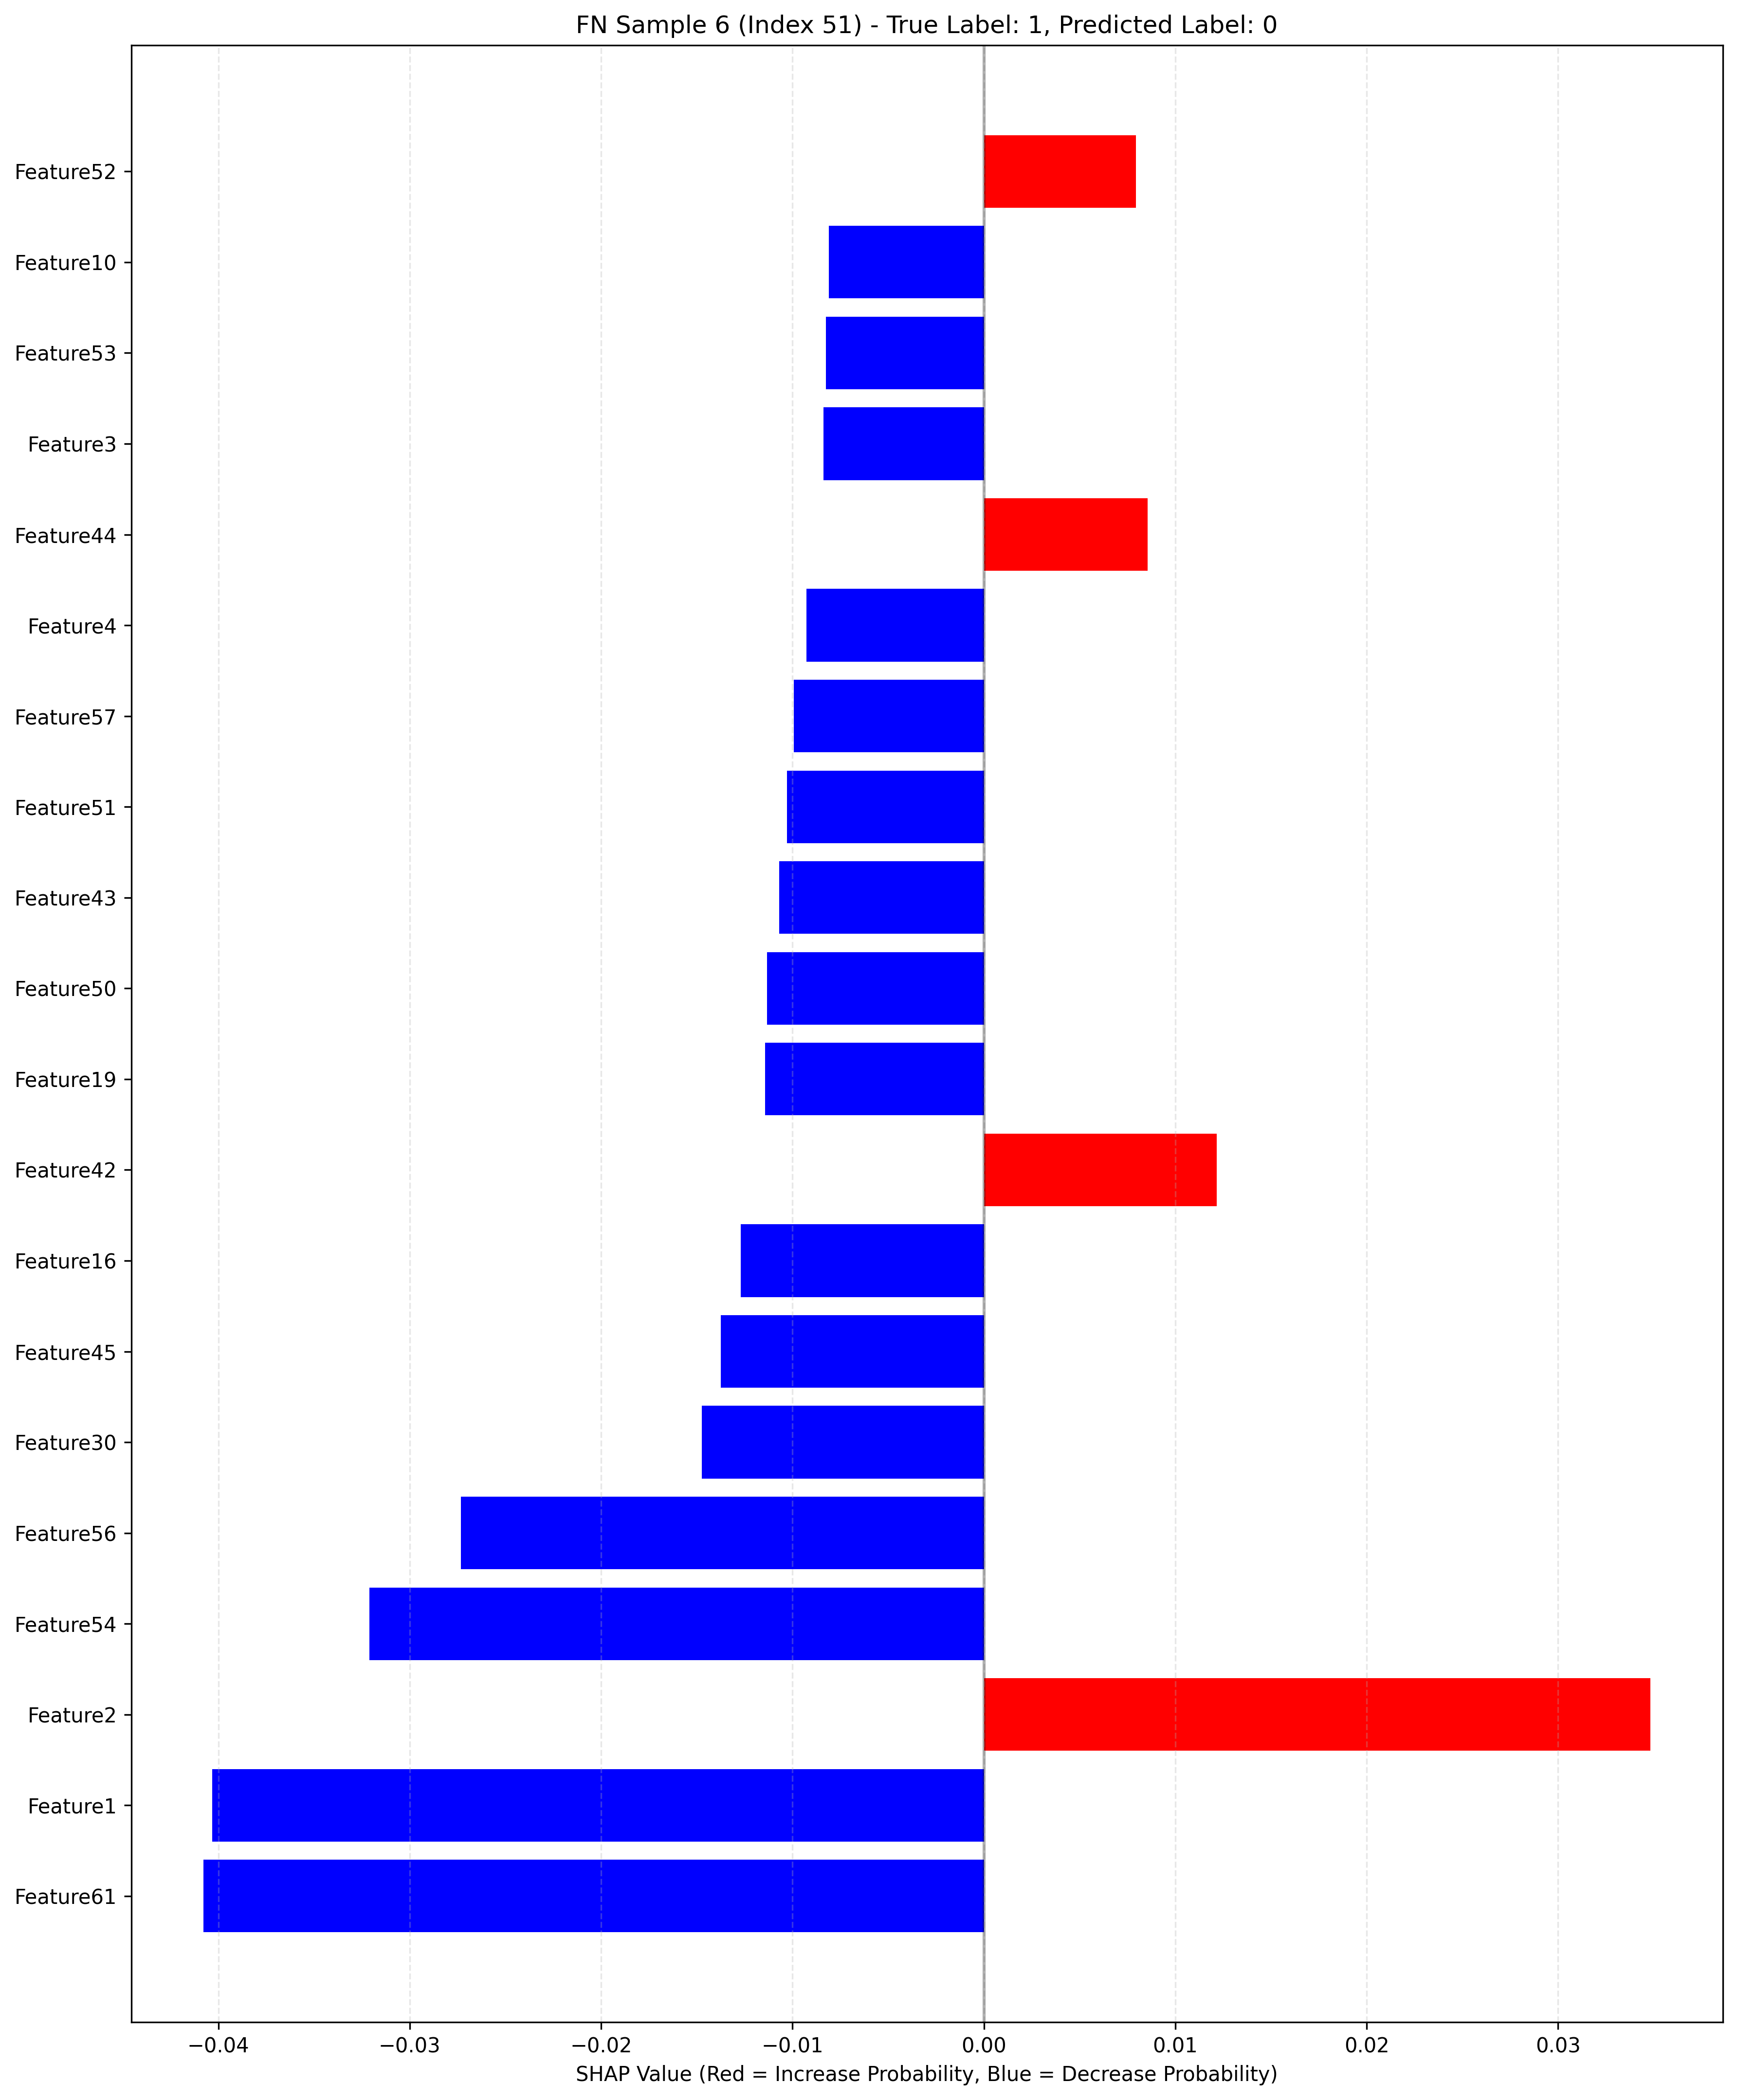 FN Sample 6 (Index 51) - True Label: 1, Predicted Label: 0
Feature52
Feature10
Feature53
Feature3
Feature44
Feature4
Feature57
Feature51
Feature43
Feature50
Feature19
Feature42
Feature16
Feature45
Feature30
Feature56
Feature54
Feature2
Feature1
Feature61
−0.04 −0.03 −0.02 −0.01 0.00 0.01 0.02 0.03
SHAP Value (Red = Increase Probability, Blue = Decrease Probability)